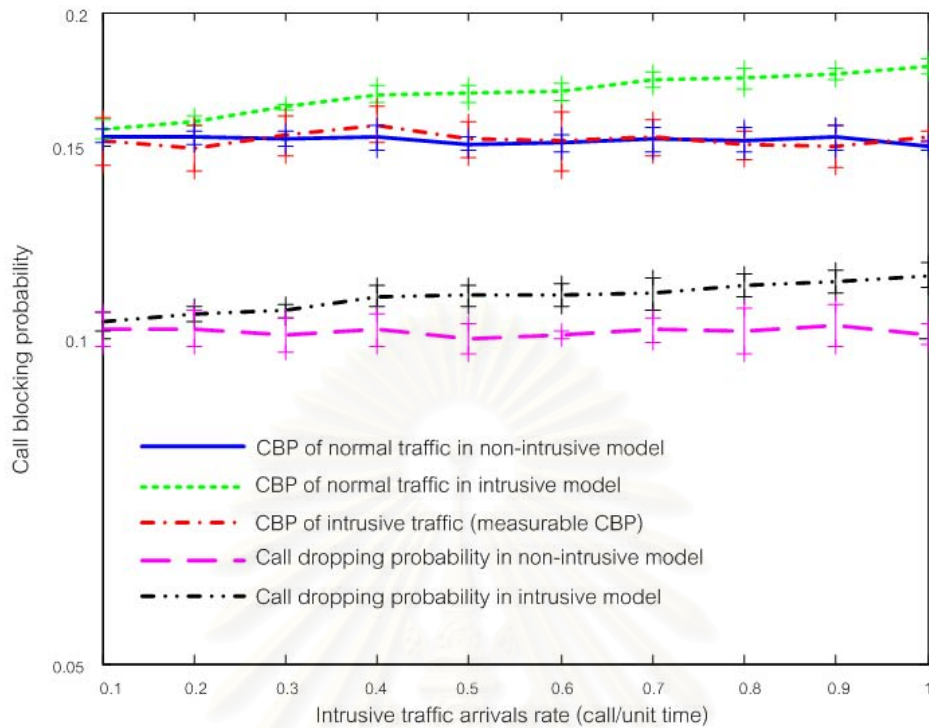 0.2
0.15
0.1
0.05
Call blocking probability
CBP of normal traffic in non-intrusive model
CBP of normal traffic in intrusive model
CBP of intrusive traffic (measurable CBP)
Call dropping probability in non-intrusive model
Call dropping probability in intrusive model
0.1 0.2 0.3 0.4 0.5 0.6 0.7 0.8 0.9 1
Intrusive traffic arrivals rate (call/unit time)